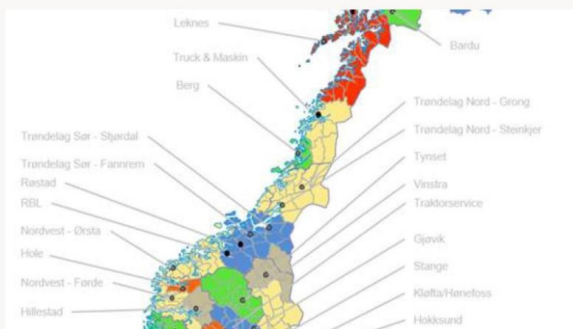 Leknes
Truck & Maskin
Berg
Trøndelag Sør - Stjørdal
Trøndelag Sør - Fannrem
Røstad
RBL
Nordvest - Ørsta
Hole
Nordvest - Førde
Hillestad
Bardu
Trøndelag Nord - Grong
Trøndelag Nord - Steinkjer
Tynset
Vinstra
Traktorservice
Gjøvik
Stange
Kløfta/Hønefoss
Hokksund